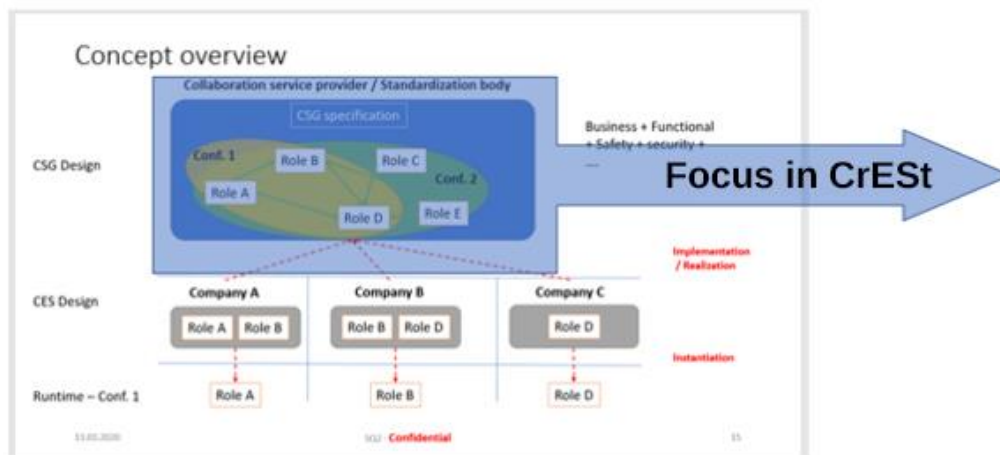 Concept overview
Collaboration service provider / Standardization body
CSG specification
Business + Functional
+ Safety + security +
CSG Design
Conf. 1
Role B
Role C
Focus in CrESt
Role A
Conf. 2
Role D
Role E
Implementation
/ Realization
CES Design
Company A
Company B
Company C
Role A
Role B
Role B
Role D
Role D
Instantiation
Runtime – Conf. 1
Role A
Role B
Role D
Confidential
15